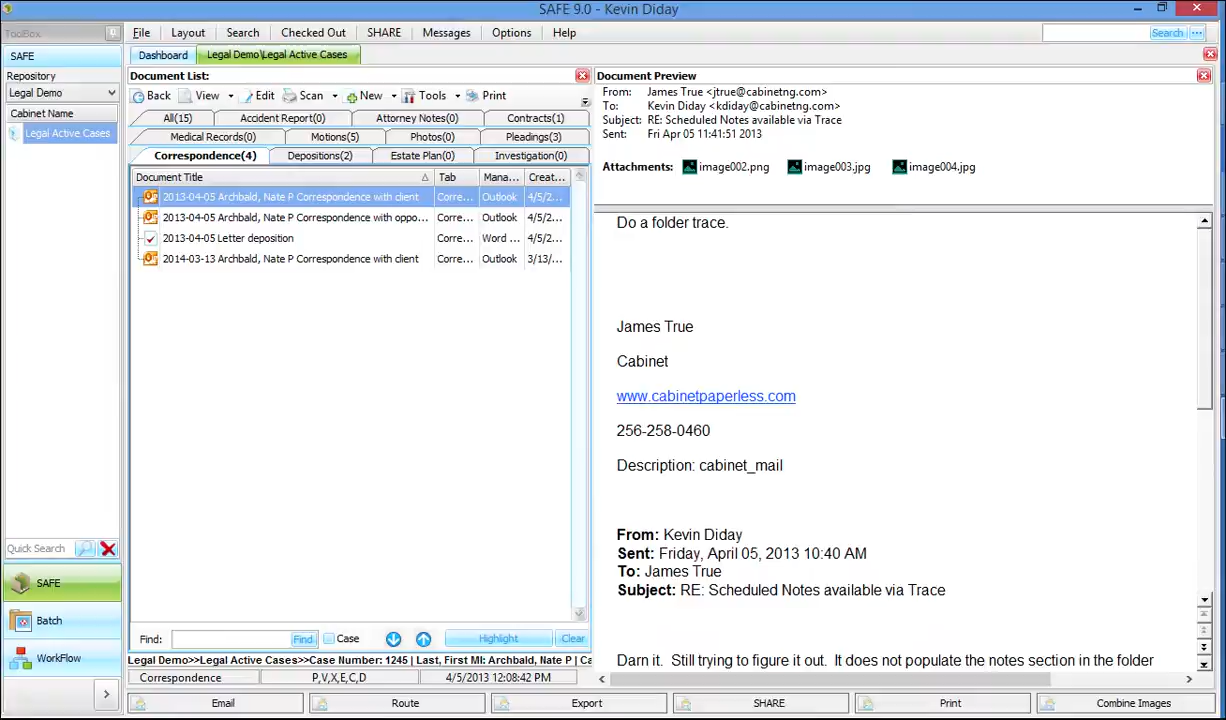 SAFE 9.0 - Kevin Diday
ToolBox
File Layout Search Checked Out SHARE Messages Options Help
Search
SAFE
Dashboard
Legal Demo\Legal Active Cases
Repository
Legal Demo
Cabinet Name
Legal Active Cases
Document List:
Back View Edit Scan New Tools Print
All(15) Accident Report(0) Attorney Notes(0) Contracts(1)
Medical Records(0) Motions(5) Photos(0) Pleadings(3)
Correspondence(4) Depositions(2) Estate Plan(0) Investigation(0)
Document Title Tab Mana... Creat...
2013-04-05 Archbald, Nate P Correspondence with client Corre... Outlook 4/5/2...
2013-04-05 Archbald, Nate P Correspondence with oppo... Corre... Outlook 4/5/2...
2013-04-05 Letter deposition Corre... Word ... 4/5/2...
2014-03-13 Archbald, Nate P Correspondence with client Corre... Outlook 3/13/...
Document Preview
From: James True <jtrue@cabinetng.com>
To: Kevin Diday <kdiday@cabinetng.com>
Subject: RE: Scheduled Notes available via Trace
Sent: Fri Apr 05 11:41:51 2013
Attachments: image002.png image003.jpg image004.jpg
Do a folder trace.
James True
Cabinet
www.cabinetpaperless.com
256-258-0460
Description: cabinet_mail
From: Kevin Diday
Sent: Friday, April 05, 2013 10:40 AM
To: James True
Subject: RE: Scheduled Notes available via Trace
Darn it. Still trying to figure it out. It does not populate the notes section in the folder
Quick Search
SAFE
Batch
WorkFlow
Find: Find Case Highlight Clear
Legal Demo>>Legal Active Cases>>Case Number: 1245 | Last, First MI: Archbald, Nate P | Ca
Correspondence P,V,X,E,C,D 4/5/2013 12:08:42 PM
Email Route Export SHARE Print Combine Images